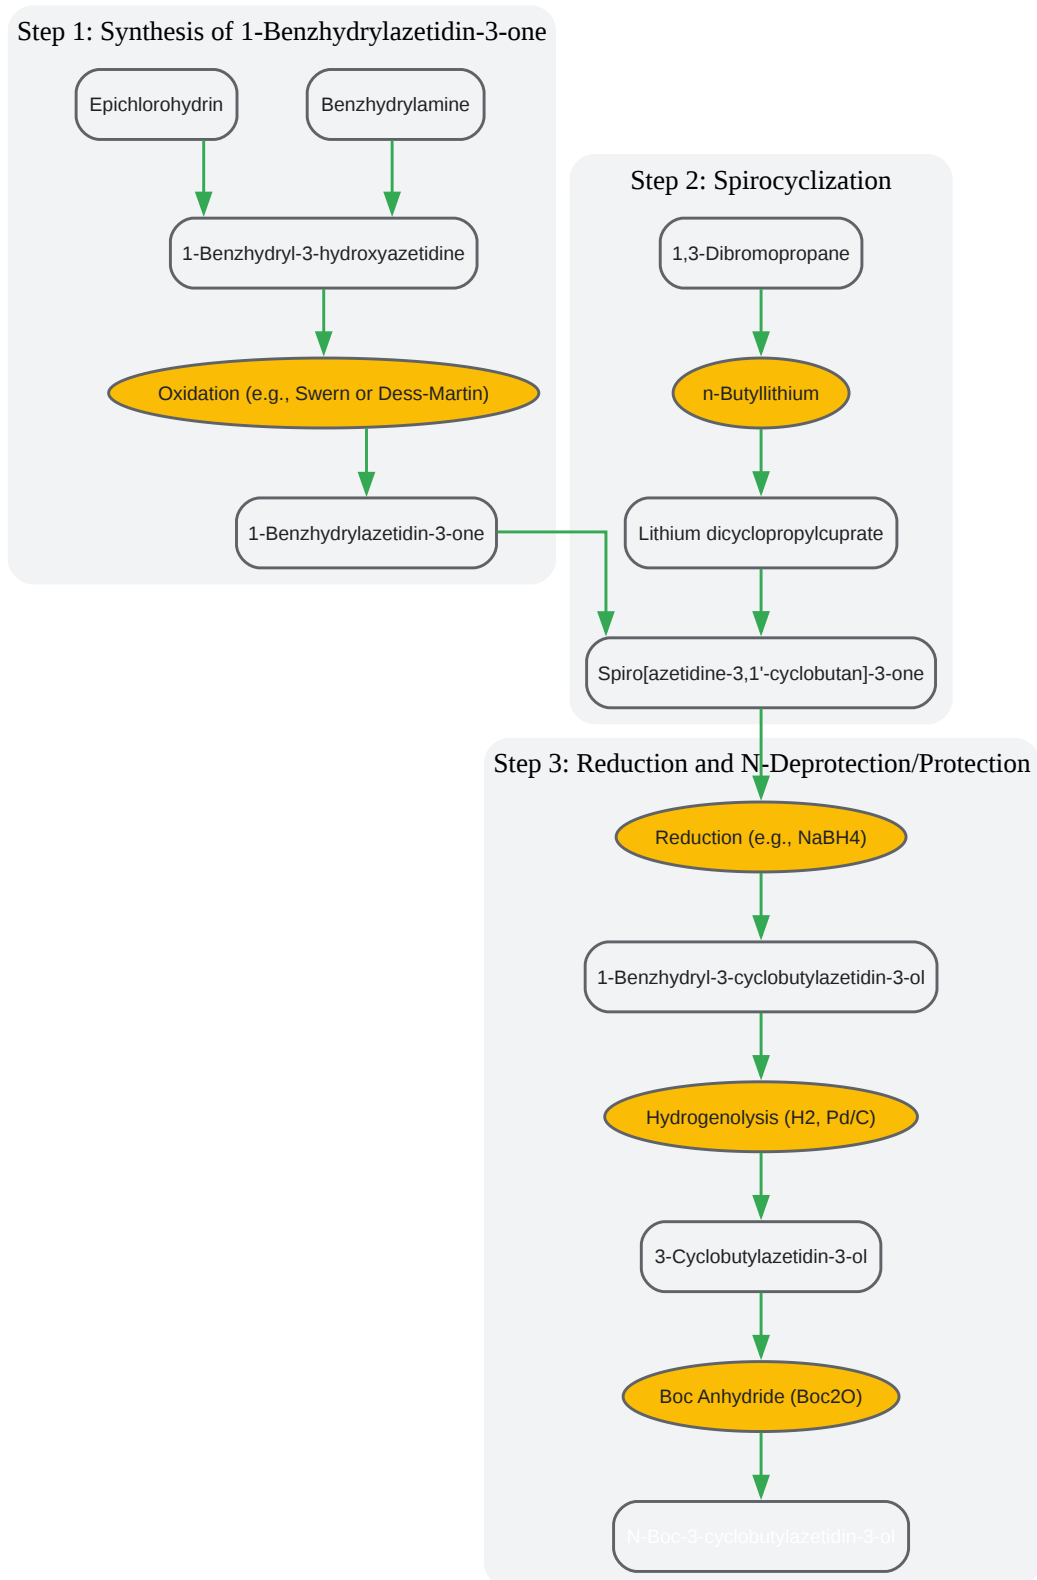 Step 1: Synthesis of 1-Benzhydrylazetidin-3-one
Epichlorohydrin
Benzhydrylamine
1-Benzhydryl-3-hydroxyazetidine
Oxidation (e.g., Swern or Dess-Martin)
1-Benzhydrylazetidin-3-one
Step 2: Spirocyclization
1,3-Dibromopropane
n-Butyllithium
Lithium dicyclopropylcuprate
Spiro[azetidine-3,1'-cyclobutan]-3-one
Step 3: Reduction and N-Deprotection/Protection
Reduction (e.g., NaBH4)
1-Benzhydryl-3-cyclobutylazetidin-3-ol
Hydrogenolysis (H2, Pd/C)
3-Cyclobutylazetidin-3-ol
Boc Anhydride (Boc2O)
N-Boc-3-cyclobutylazetidin-3-ol